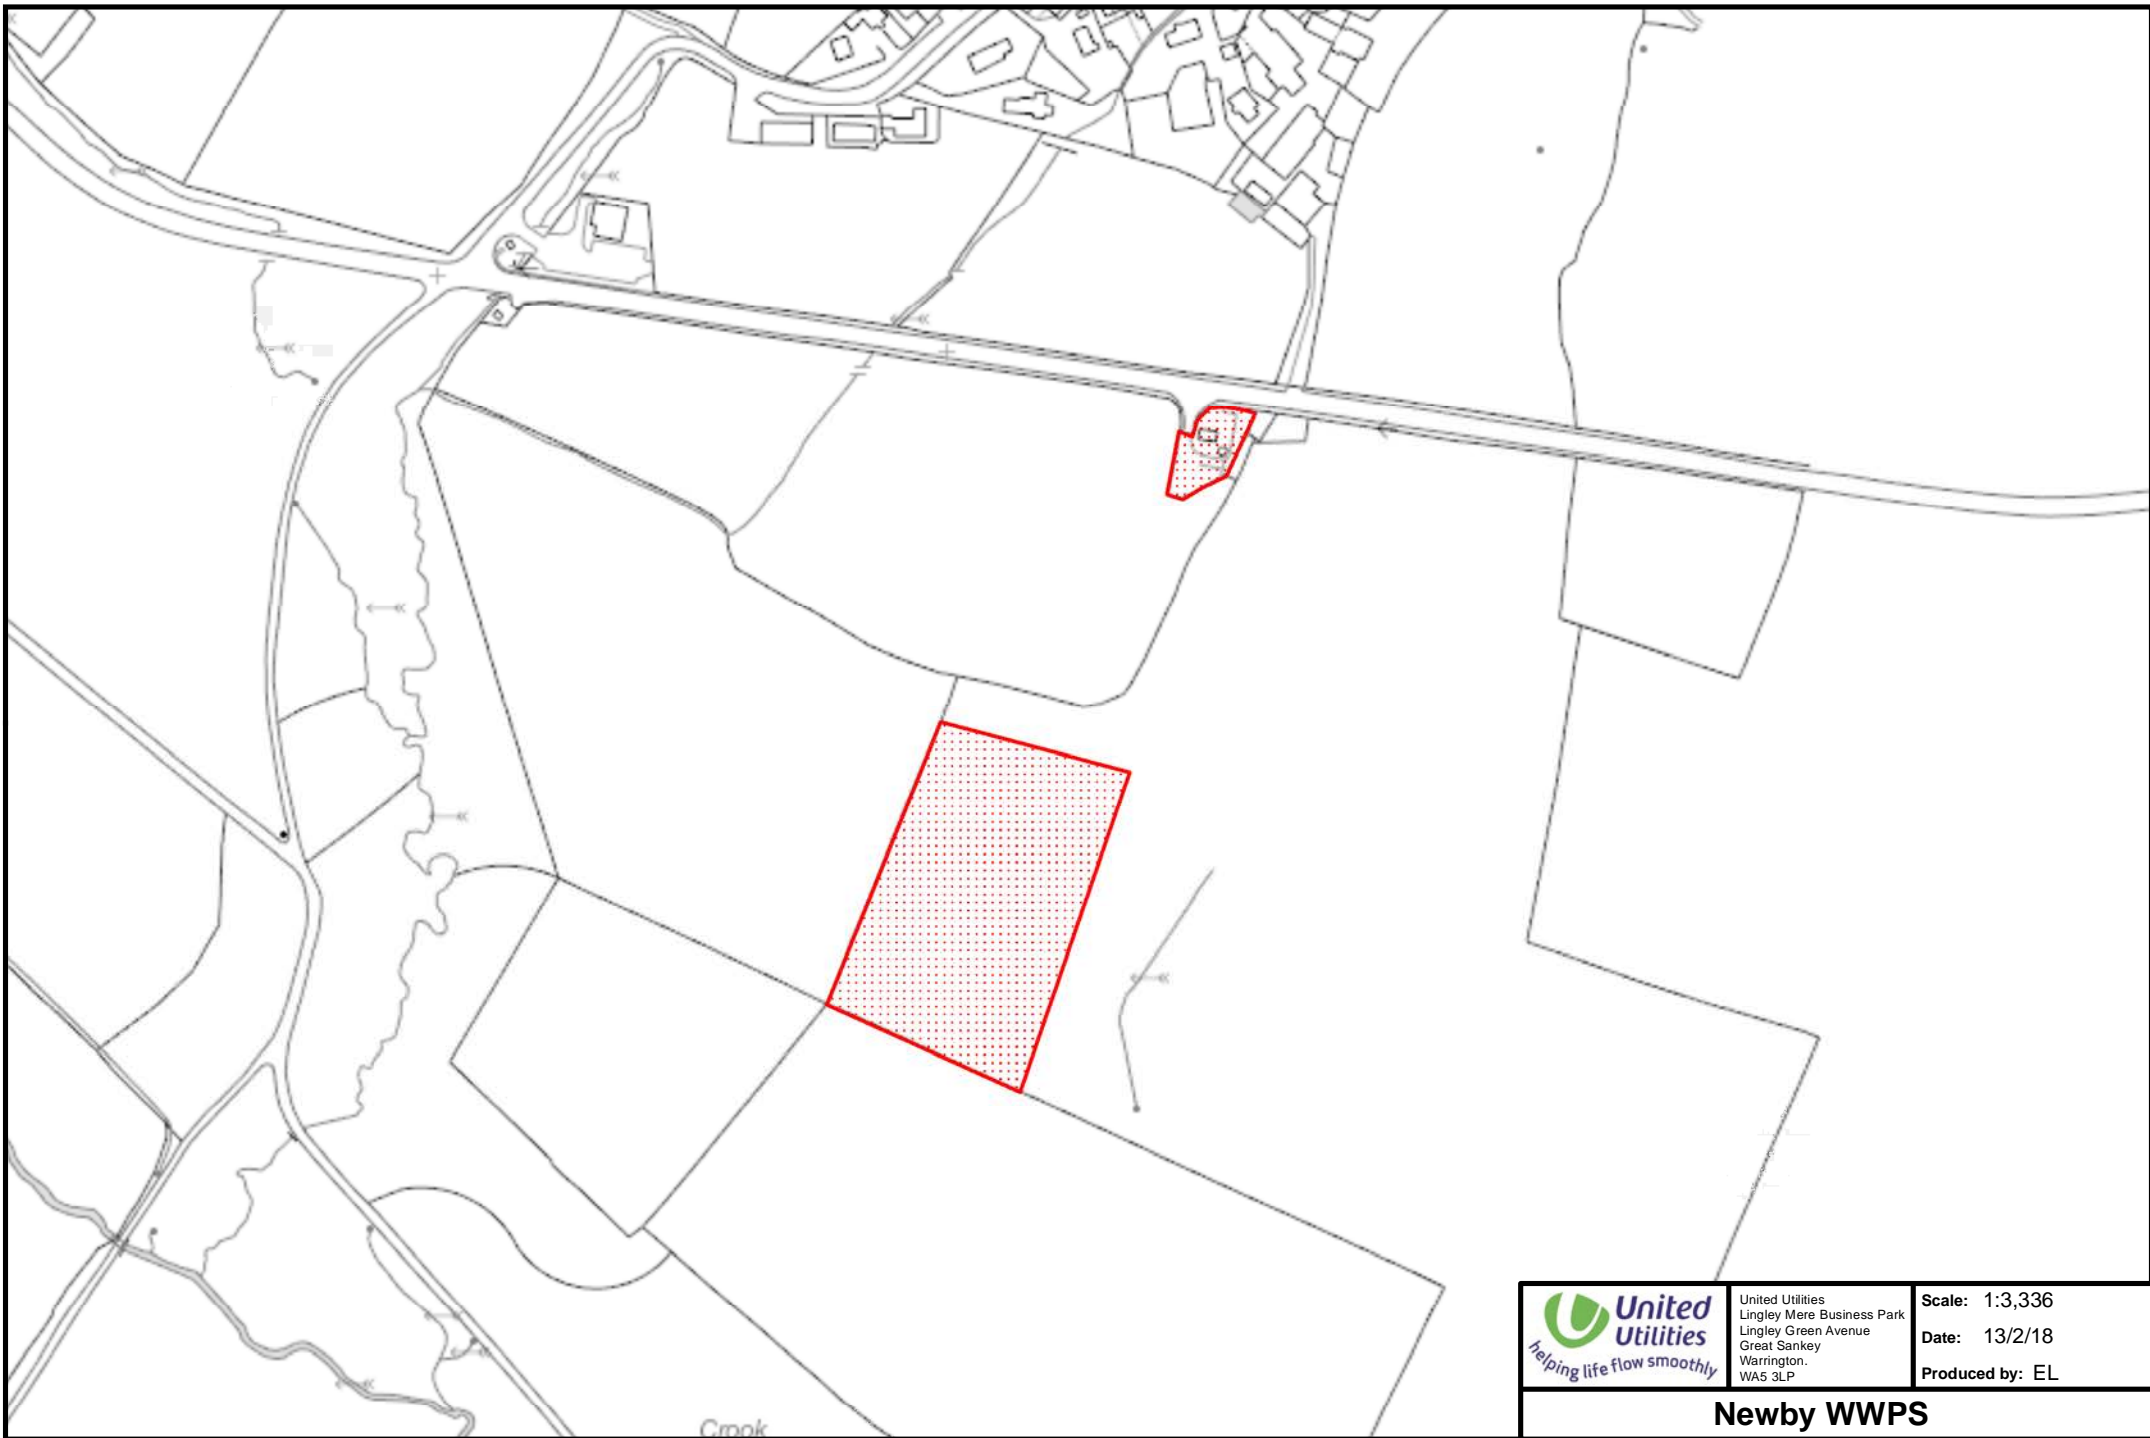 Crook
United
Utilities
helping life flow smoothly
United Utilities
Lingley Mere Business Park
Lingley Green Avenue
Great Sankey
Warrington.
WA5 3LP
Scale: 1:3,336
Date: 13/2/18
Produced by: EL
Newby WWPS